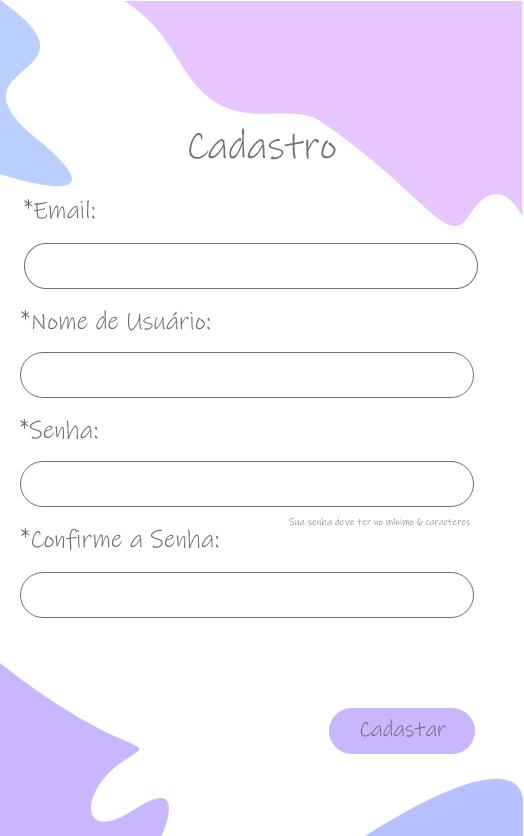 Cadastro
*Email:
*Nome de Usuário:
*Senha:
Sua senha deve ter no mínimo 6 caracteres
*Confirme a Senha:
Cadastar